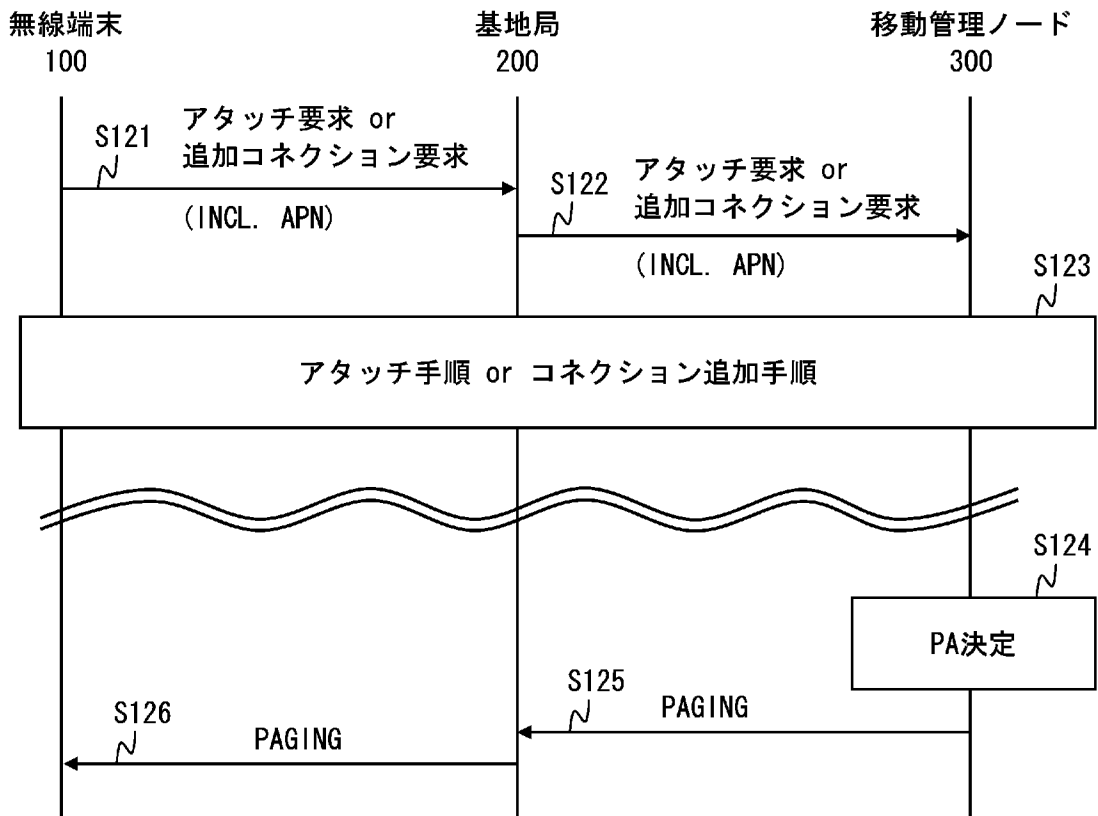 無線端末
100
基地局
200
移動管理ノード
300
S121
アタッチ要求 or
追加コネクション要求
(INCL. APN)
S122
アタッチ要求 or
追加コネクション要求
(INCL. APN)
S123
アタッチ手順 or コネクション追加手順
S124
PA決定
S125
PAGING
S126
PAGING